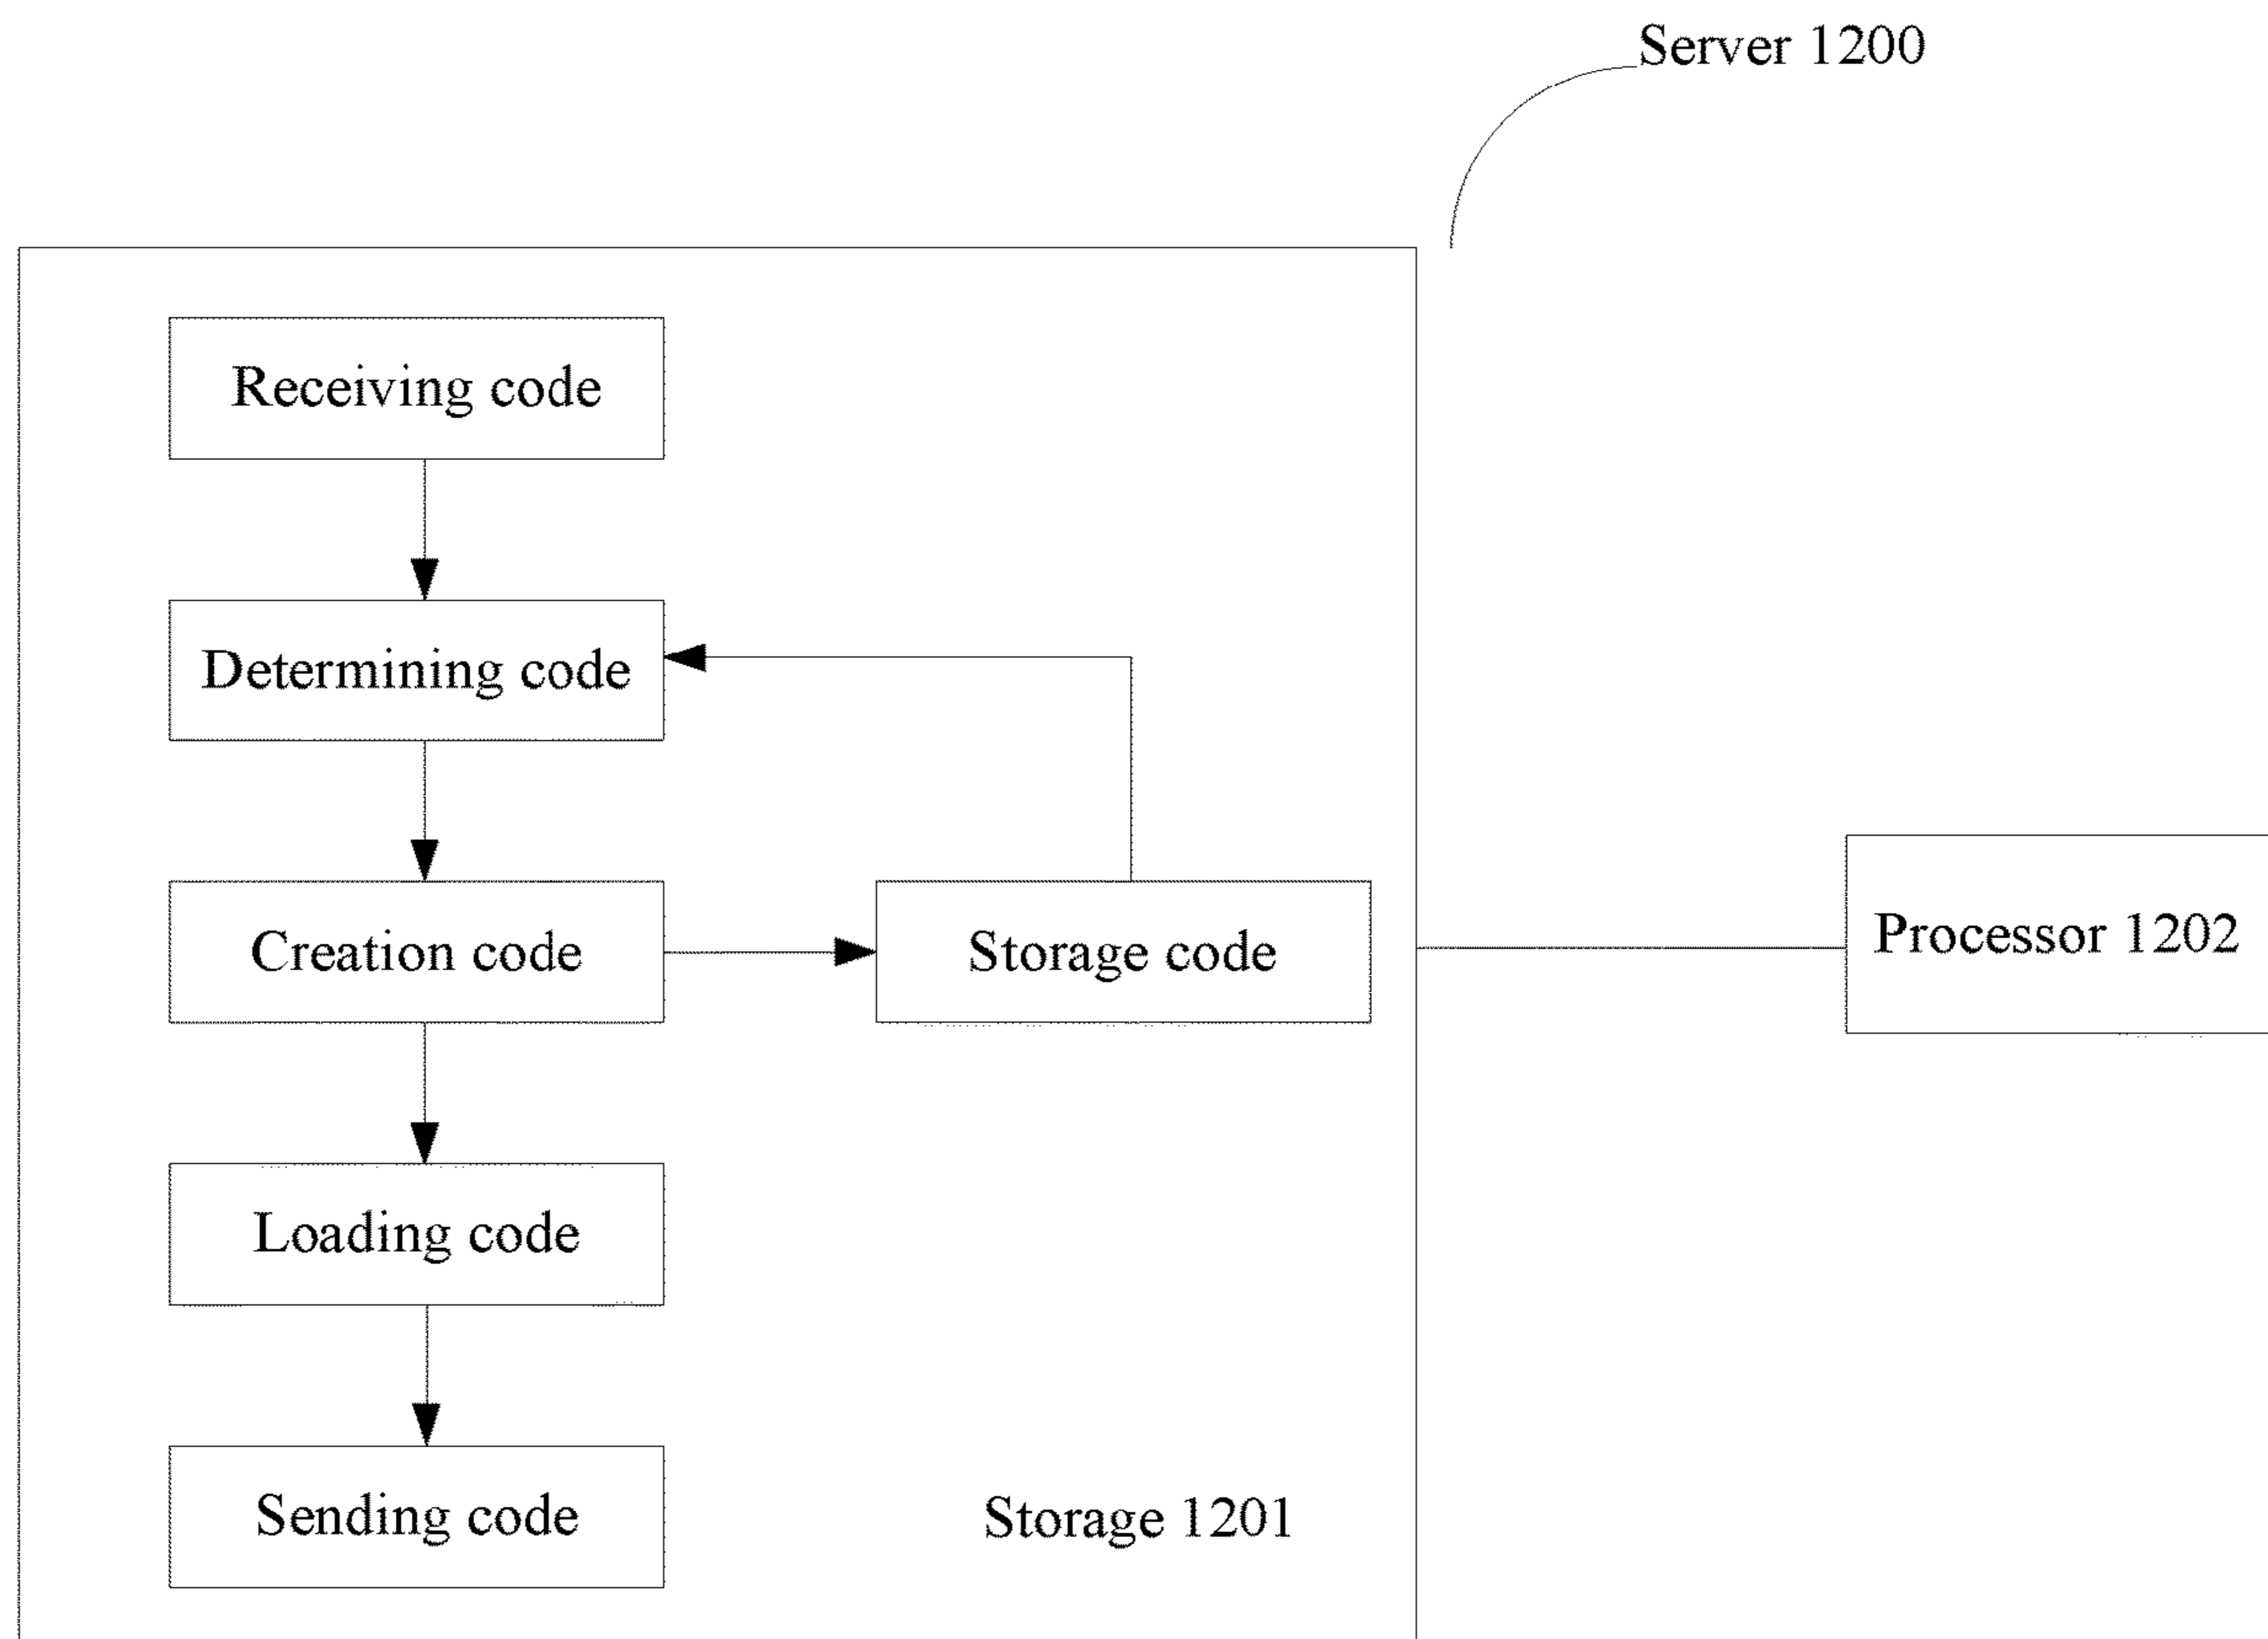 Server 1200
Receiving code
Determining code
Creation code
Storage code
Processor 1202
Loading code
Sending code
Storage 1201